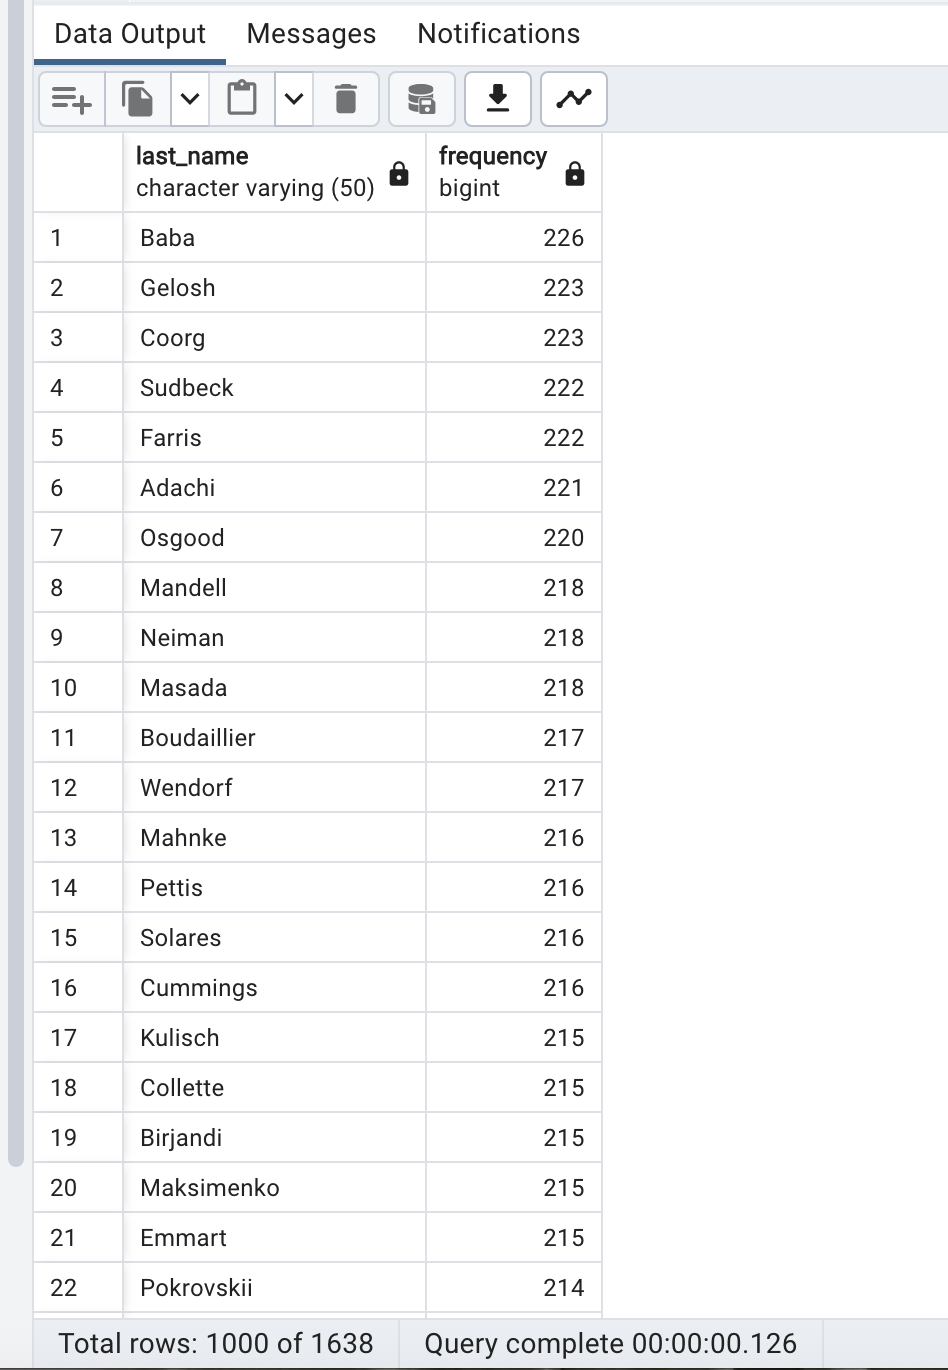 Data Output Messages Notifications
last_name frequency
character varying (50) bigint
1 Baba 226
2 Gelosh 223
3 Coorg 223
4 Sudbeck 222
5 Farris 222
6 Adachi 221
7 Osgood 220
8 Mandell 218
9 Neiman 218
10 Masada 218
11 Boudaillier 217
12 Wendorf 217
13 Mahnke 216
14 Pettis 216
15 Solares 216
16 Cummings 216
17 Kulisch 215
18 Collette 215
19 Birjandi 215
20 Maksimenko 215
21 Emmart 215
22 Pokrovskii 214
Total rows: 1000 of 1638 Query complete 00:00:00.126